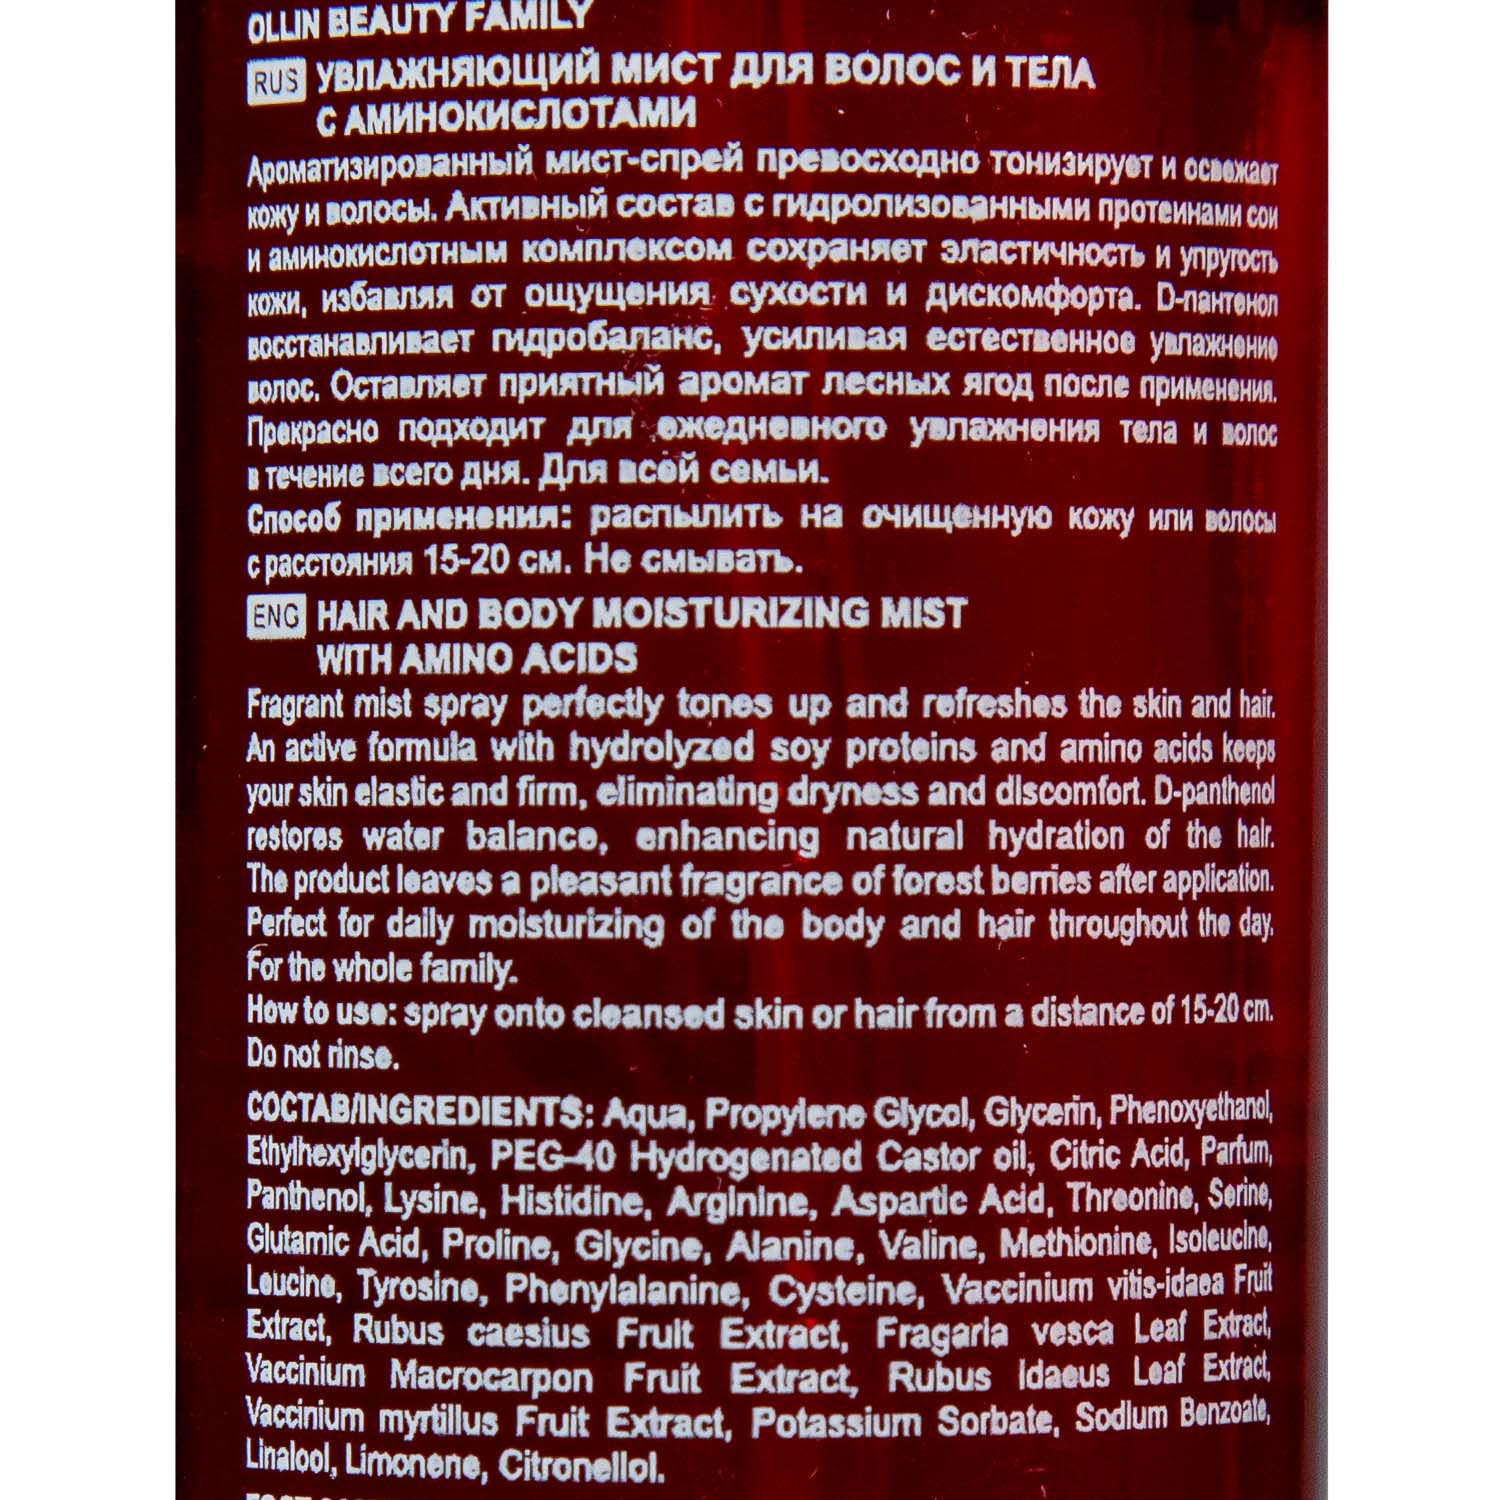 OLLIN BEAUTY FAMILY
RUS УВЛАЖНЯЮЩИЙ МИСТ ДЛЯ ВОЛОС И ТЕЛА
С АМИНОКИСЛОТАМИ
Ароматизированный мист-спрей превосходно тонизирует и освежает
кожу и волосы. Активный состав с гидролизованными протеинами сои
и аминокислотным комплексом сохраняет эластичность и упругость
кожи, избавляя от ощущения сухости и дискомфорта. D-пантенол
восстанавливает гидробаланс, усиливая естественное увлажнение
волос. Оставляет приятный аромат лесных ягод после применения.
Прекрасно подходит для ежедневного увлажнения тела и волос
в течение всего дня. Для всей семьи.
Способ применения: распылить на очищенную кожу или волосы
с расстояния 15-20 см. Не смывать.
ENG HAIR AND BODY MOISTURIZING MIST
WITH AMINO ACIDS
Fragrant mist spray perfectly tones up and refreshes the skin and hair.
An active formula with hydrolyzed soy proteins and amino acids keeps
your skin elastic and firm, eliminating dryness and discomfort. D-panthenol
restores water balance, enhancing natural hydration of the hair.
The product leaves a pleasant fragrance of forest berries after application.
Perfect for daily moisturizing of the body and hair throughout the day.
For the whole family.
How to use: spray onto cleansed skin or hair from a distance of 15-20 cm.
Do not rinse.
СОСТАВ/INGREDIENTS: Aqua, Propylene Glycol, Glycerin, Phenoxyethanol,
Ethylhexylglycerin, PEG-40 Hydrogenated Castor oil, Citric Acid, Parfum,
Panthenol, Lysine, Histidine, Arginine, Aspartic Acid, Threonine, Serine,
Glutamic Acid, Proline, Glycine, Alanine, Valine, Methionine, Isoleucine,
Leucine, Tyrosine, Phenylalanine, Cysteine, Vaccinium vitis-idaea Fruit
Extract, Rubus caesius Fruit Extract, Fragaria vesca Leaf Extract,
Vaccinium Macrocarpon Fruit Extract, Rubus Idaeus Leaf Extract,
Vaccinium myrtillus Fruit Extract, Potassium Sorbate, Sodium Benzoate,
Linalool, Limonene, Citronellol.